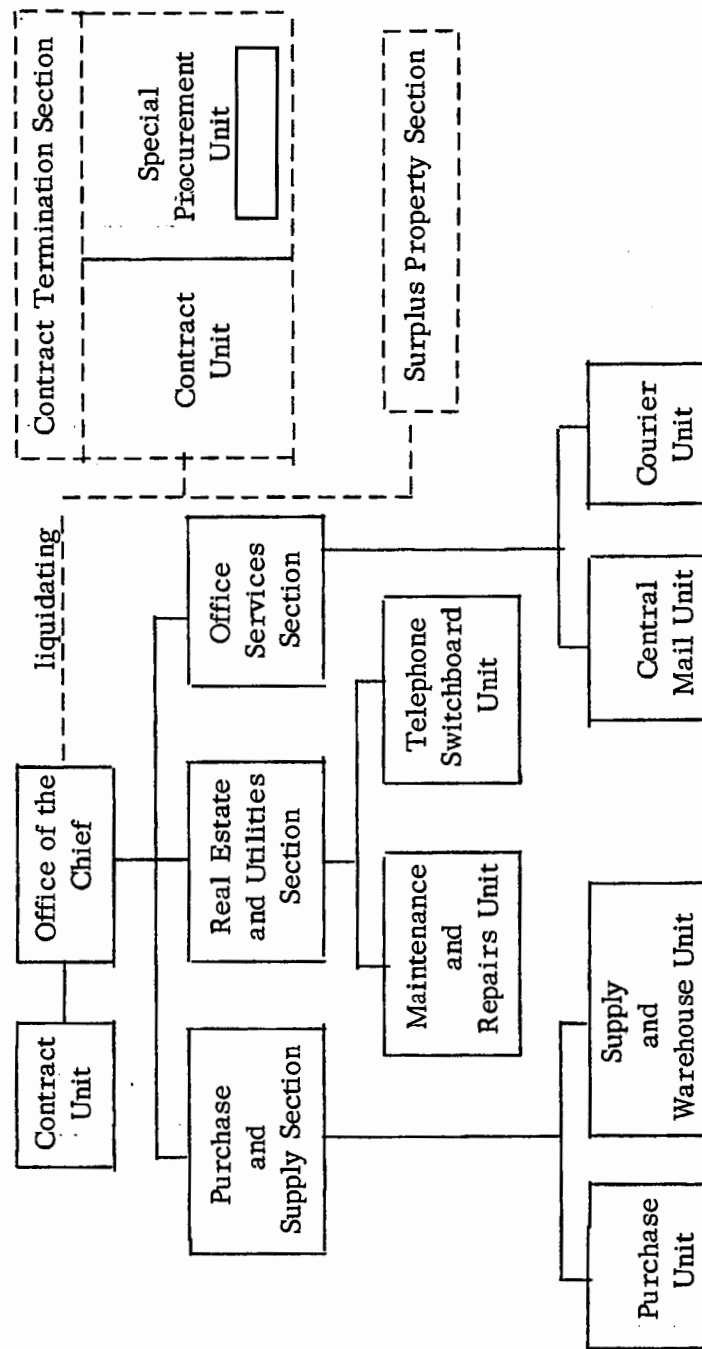 Contract
Unit
Office of the
Chief
liquidating
Contract Termination Section
Contract
Unit
Special
Procurement
Unit
Purchase
and
Supply Section
Real Estate
and Utilities
Section
Office
Services
Section
Surplus Property Section
Maintenance
and
Repairs Unit
Telephone
Switchboard
Unit
Purchase
Unit
Supply
and
Warehouse Unit
Central
Mail Unit
Courier
Unit